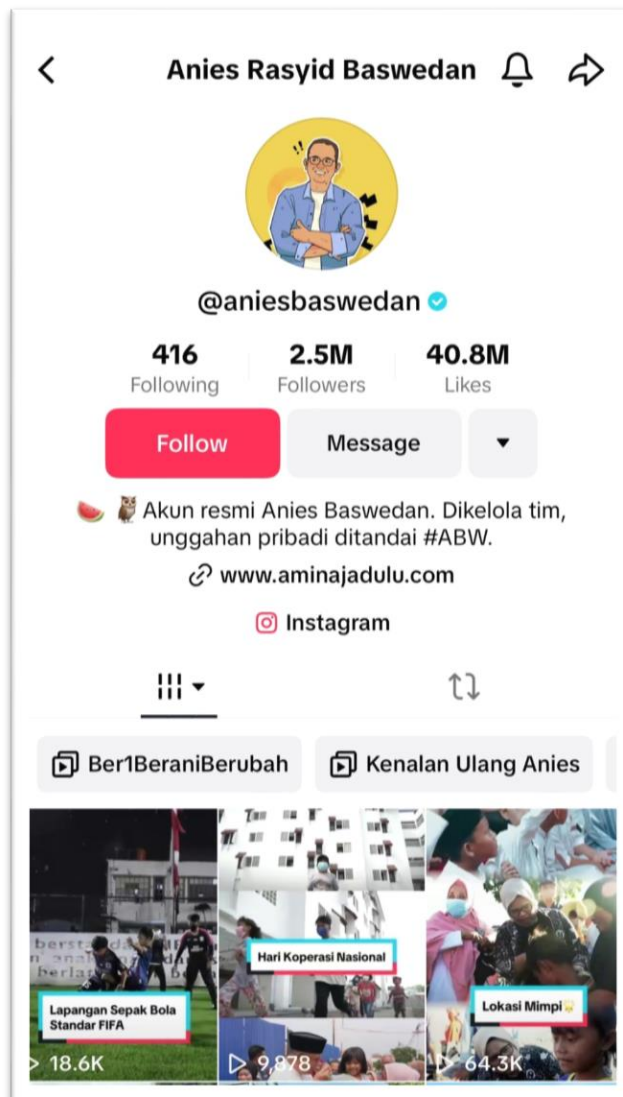 Anies Rasyid Baswedan
@aniesbaswedan
416 2.5M 40.8M
Following Followers Likes
Follow Message
🍉 🦉 Akun resmi Anies Baswedan. Dikelola tim,
unggahan pribadi ditandai #ABW.
www.aminajadulu.com
Instagram
Ber1BeraniBerubah Kenalan Ulang Anies
Hari Koperasi Nasional
Lapangan Sepak Bola
Standar FIFA
Lokasi Mimpi
18.6K 9,878 64.3K